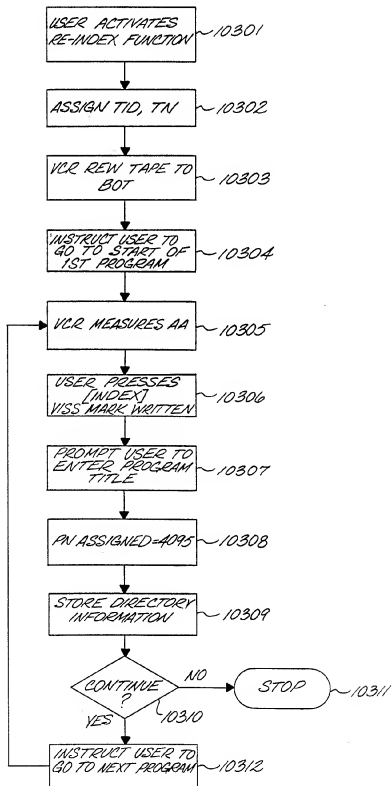 USER ACTIVATES
RE-INDEX FUNCTION
10301
ASSIGN TID, TN
10302
VCR REW TAPE TO
BOT
10303
INSTRUCT USER TO
GO TO START OF
1ST PROGRAM
10304
VCR MEASURES AA
10305
USER PRESSES
[INDEX]
VISS MARK WRITTEN
10306
PROMPT USER TO
ENTER PROGRAM
TITLE
10307
PN ASSIGNED=4095
10308
STORE DIRECTORY
INFORMATION
10309
CONTINUE
?
10310
NO
STOP
10311
YES
INSTRUCT USER TO
GO TO NEXT PROGRAM
10312